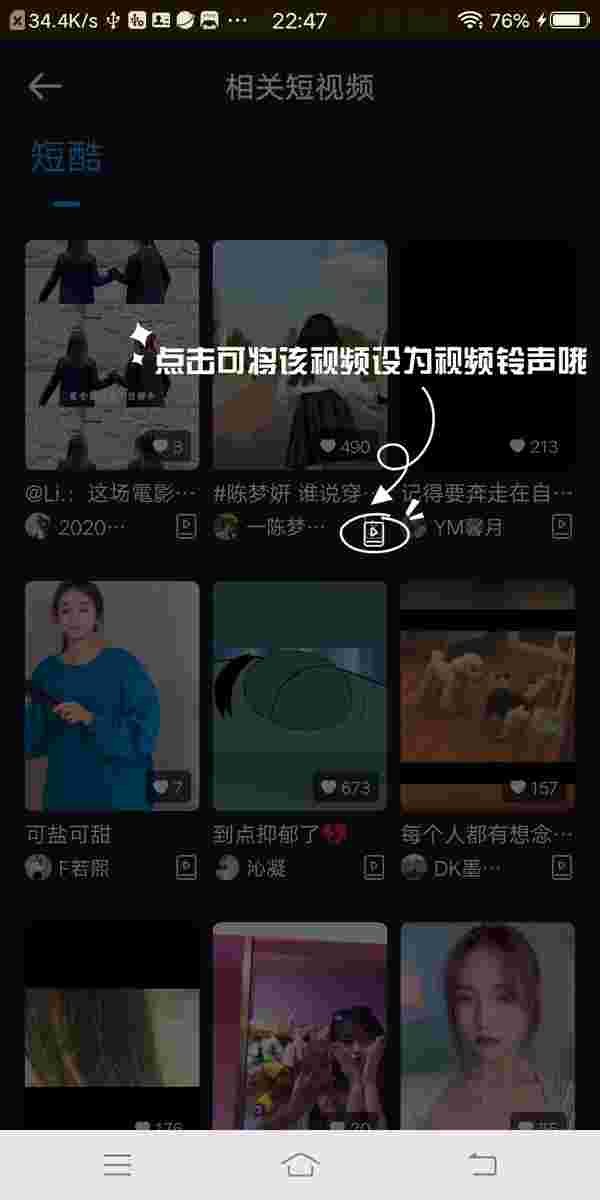 34.4K/s
22:47
76%
相关短视频
短酷
点击可将该视频设为视频铃声哦
3
490
213
@Li.：这场電影…
#陈梦妍 谁说穿…
记得要奔走在自…
2020…
一陈梦…
YM馨月
7
673
157
可盐可甜
到点抑郁了
每个人都有想念…
F若熙
沁凝
DK墨…
176
20